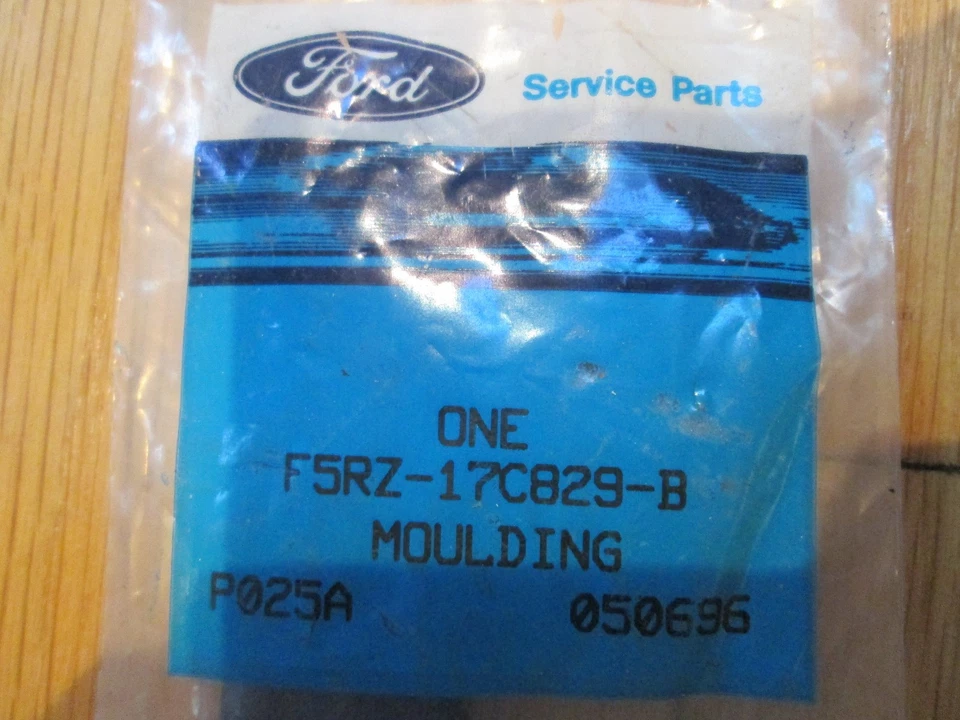 Ford Service Parts
ONE
F5RZ-17C829-B
MOULDING
P025A 050696